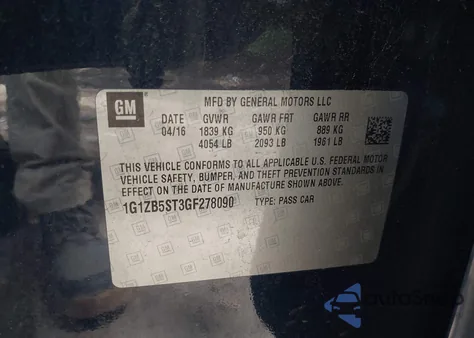 GM
MFD BY GENERAL MOTORS LLC
DATE GVWR GAWR FRT GAWR RR
04/16 1839 KG 950 KG 889 KG
4054 LB 2093 LB 1961 LB
THIS VEHICLE CONFORMS TO ALL APPLICABLE U.S. FEDERAL MOTOR
VEHICLE SAFETY, BUMPER, AND THEFT PREVENTION STANDARDS IN
EFFECT ON THE DATE OF MANUFACTURE SHOWN ABOVE.
1G1ZB5ST3GF278090 TYPE: PASS CAR